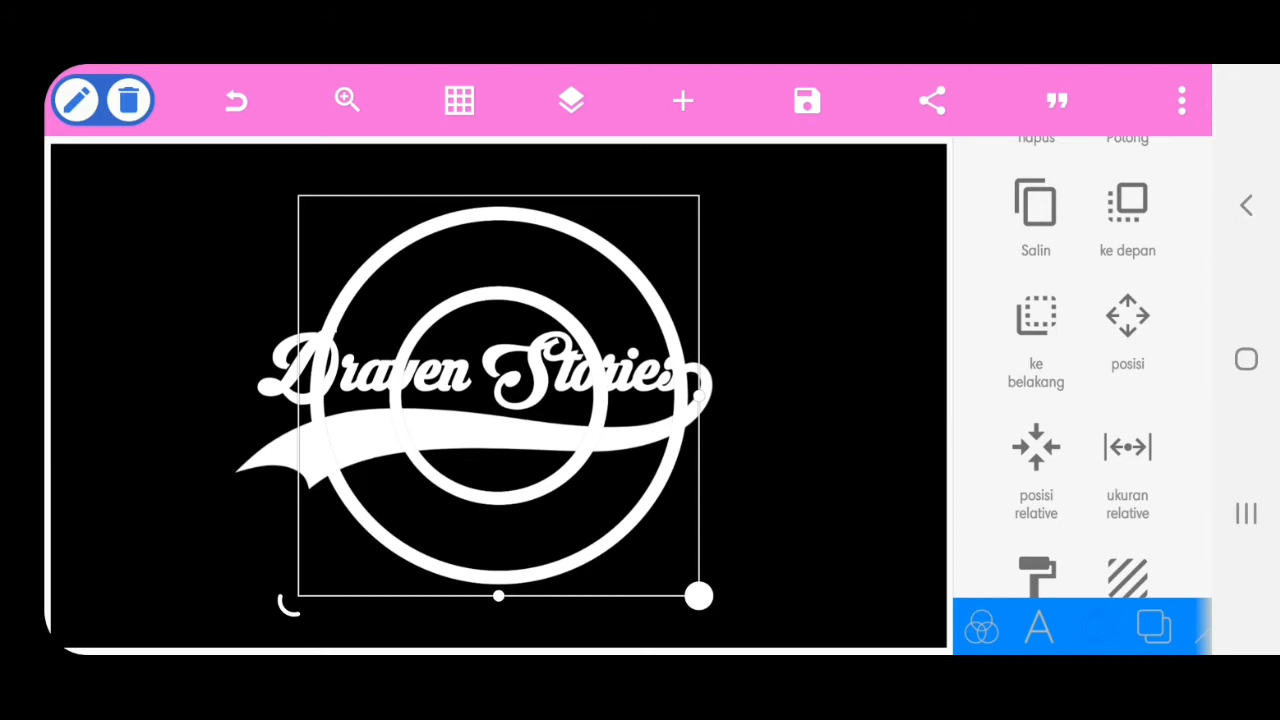 hapus Potong
Salin ke depan
ke belakang posisi
posisi relative ukuran relative
Draven Stories
A